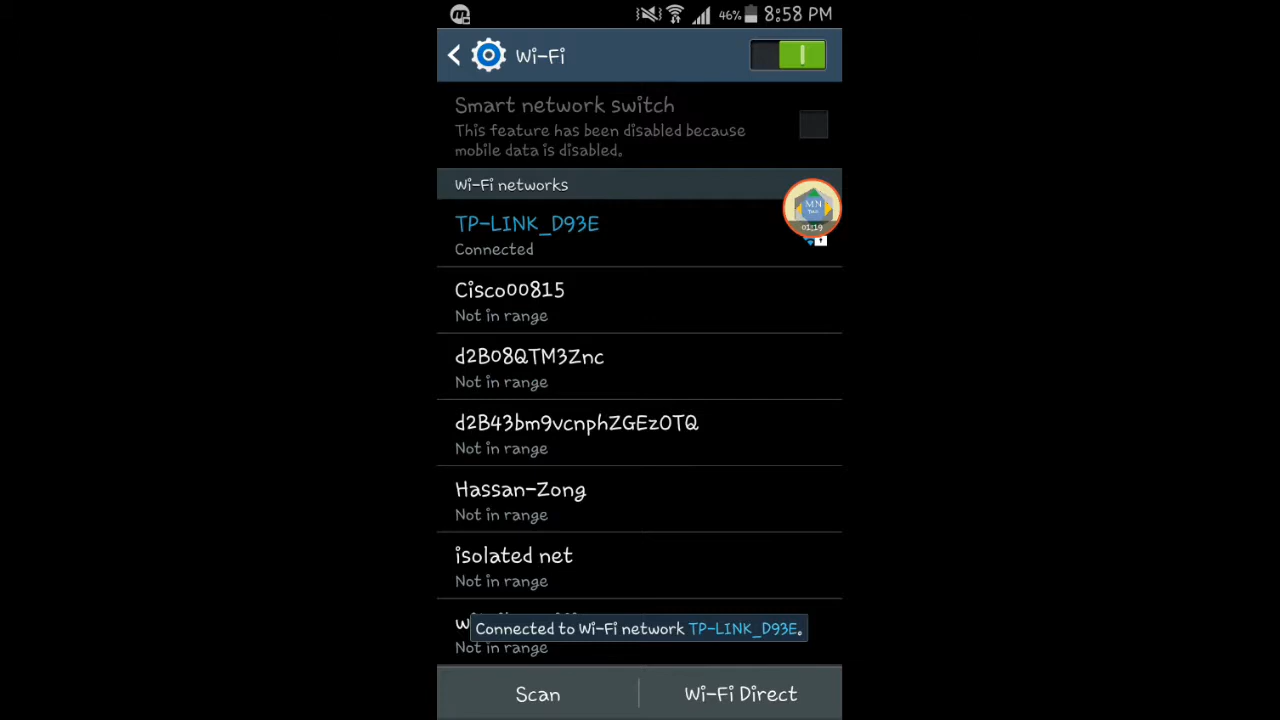 46% 8:58 PM
Wi-Fi
Smart network switch
This feature has been disabled because
mobile data is disabled.
Wi-Fi networks
MN
01:19
TP-LINK_D93E
Connected
Cisco00815
Not in range
d2B08QTM3Znc
Not in range
d2B43bm9vcnphZGEzOTQ
Not in range
Hassan-Zong
Not in range
isolated net
Not in range
Connected to Wi-Fi network TP-LINK_D93E.
Not in range
Scan
Wi-Fi Direct